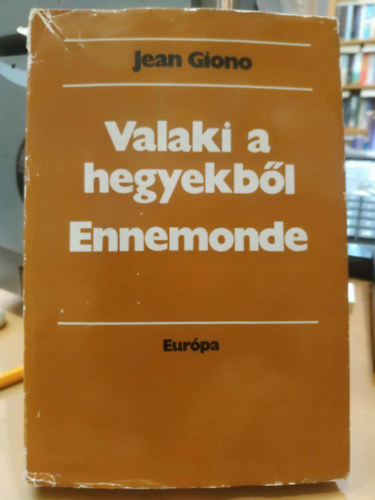 Jean Giono
Valaki a
hegyekből
Ennemonde
Európa